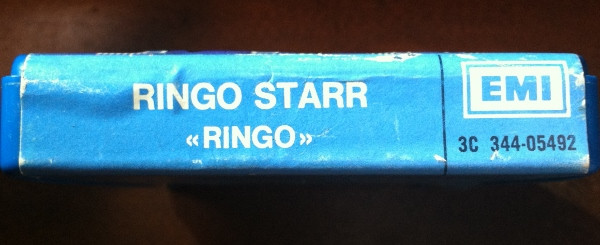 RINGO STARR
«RINGO»
EMI
3C 344-05492